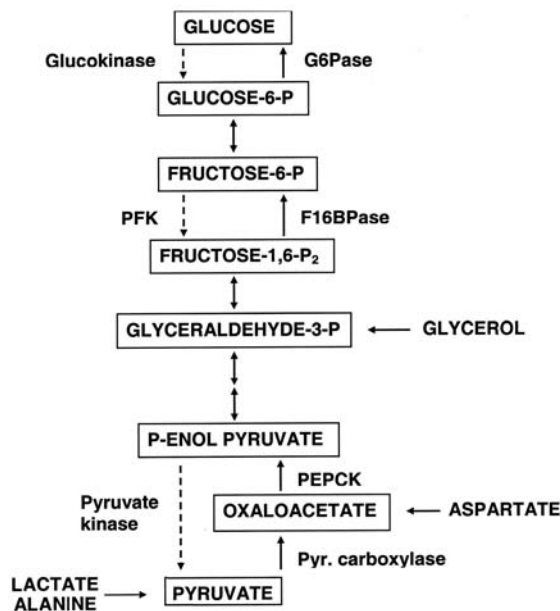 GLUCOSE
Glucokinase
G6Pase
GLUCOSE-6-P
FRUCTOSE-6-P
PFK
F16BPase
FRUCTOSE-1,6-P₂
GLYCERALDEHYDE-3-P
GLYCEROL
P-ENOL PYRUVATE
PEPCK
Pyruvate
kinase
OXALOACETATE
ASPARTATE
Pyr. carboxylase
LACTATE
ALANINE
PYRUVATE